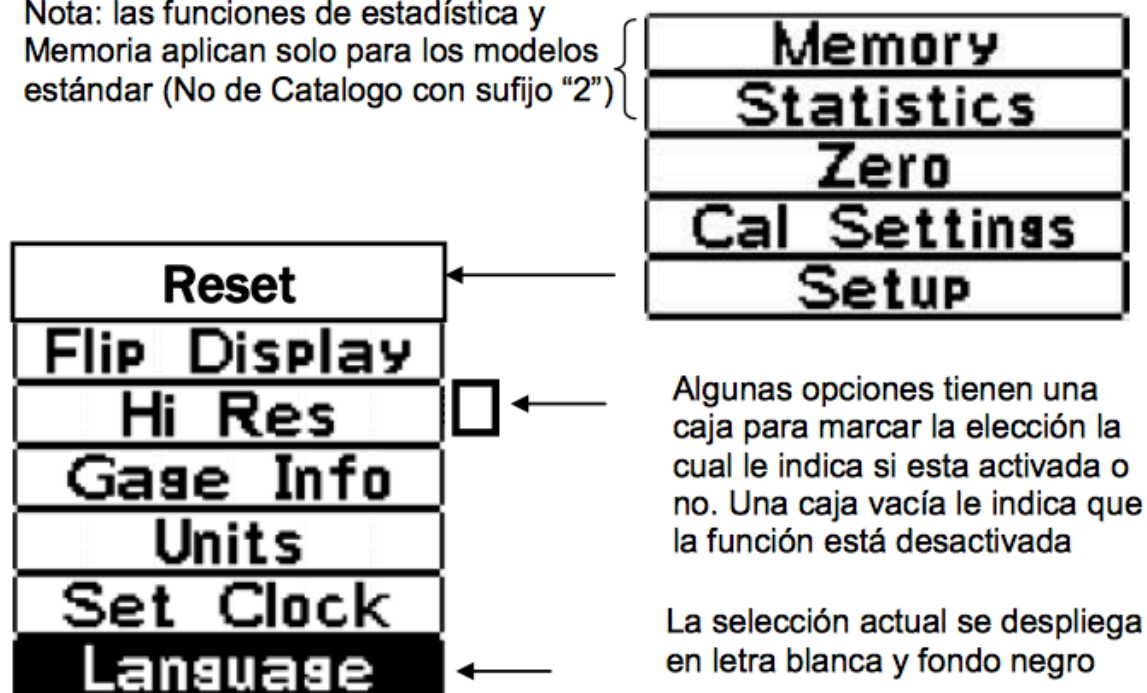 Nota: las funciones de estadística y
Memoria aplican solo para los modelos
estándar (No de Catalogo con sufijo “2”)
Memory
Statistics
Zero
Cal Settings
Setup
Reset
Flip Display
Hi Res
Gage Info
Units
Set Clock
Language
Algunas opciones tienen una
caja para marcar la elección la
cual le indica si esta activada o
no. Una caja vacía le indica que
la función está desactivada
La selección actual se despliega
en letra blanca y fondo negro